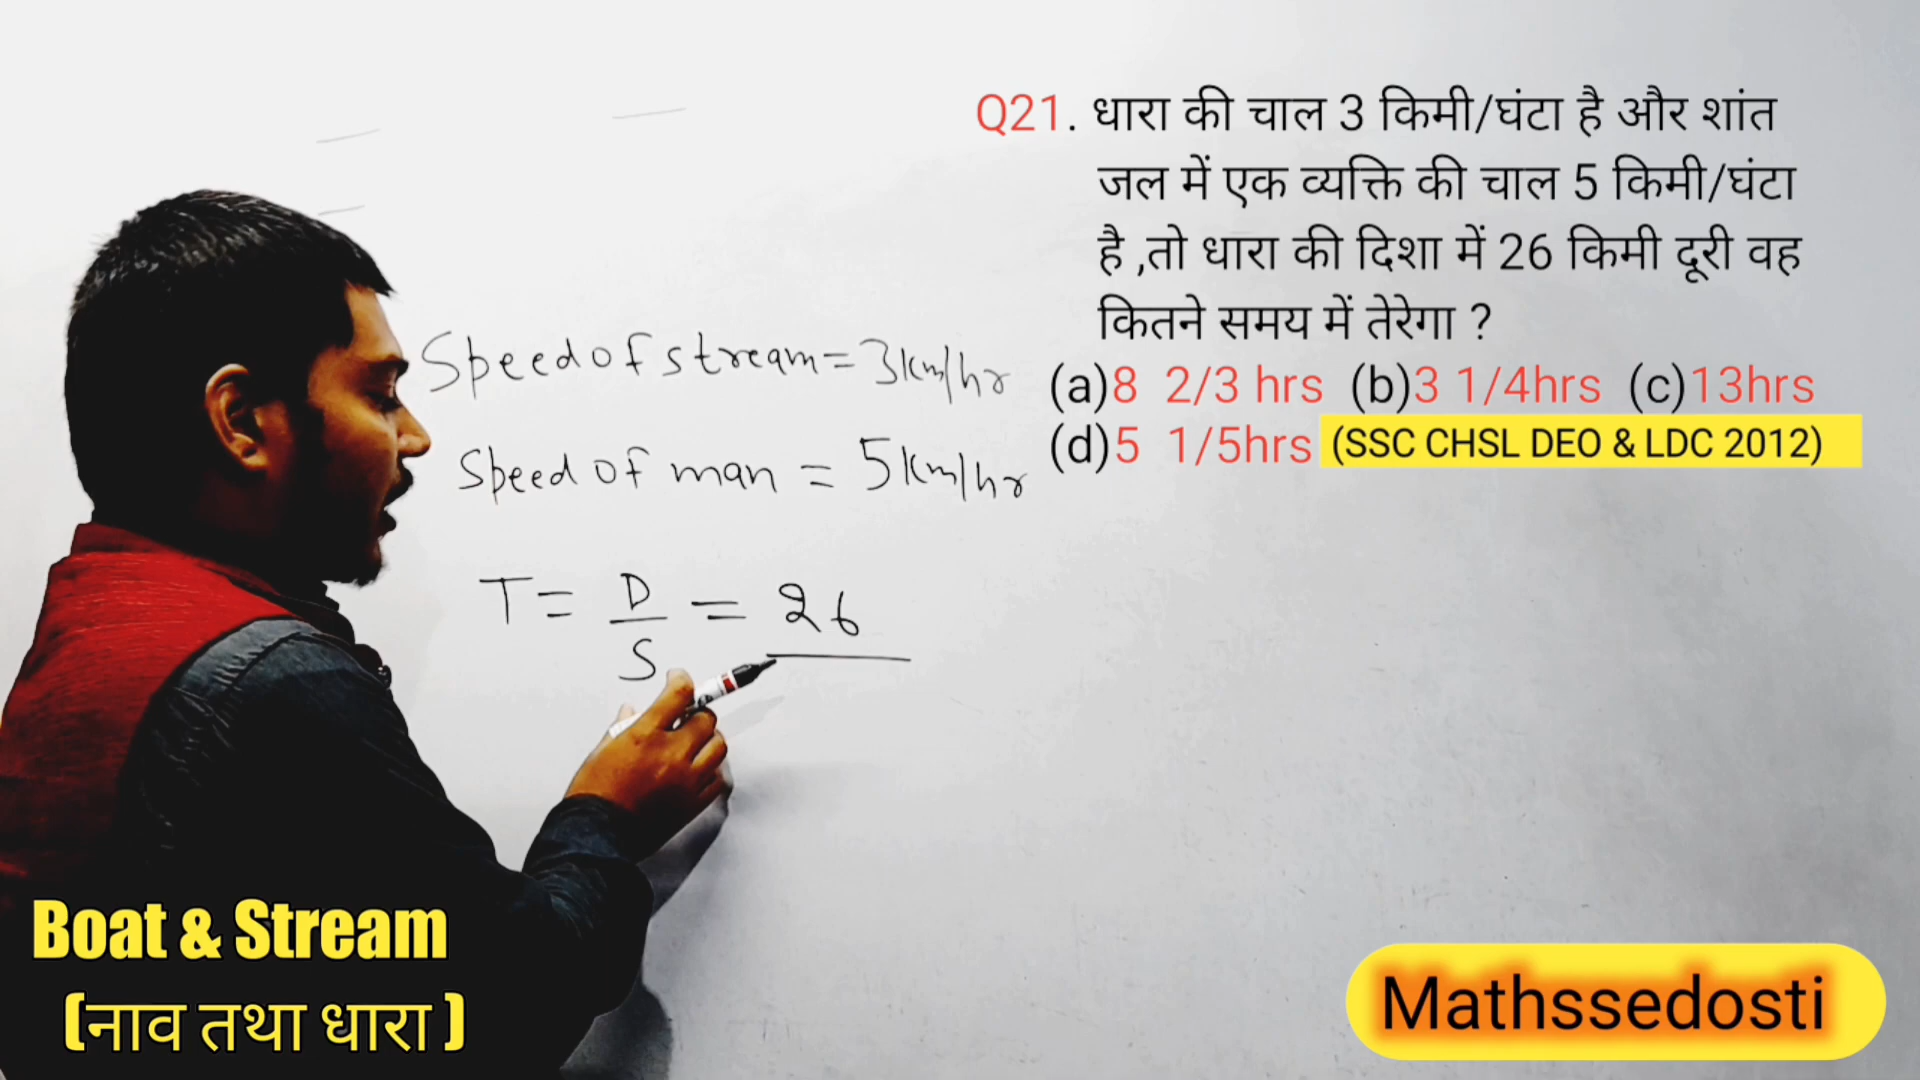 Q21. धारा की चाल 3 किमी/घंटा है और शांत
जल में एक व्यक्ति की चाल 5 किमी/घंटा
है ,तो धारा की दिशा में 26 किमी दूरी वह
कितने समय में तेरेगा ?
(a)8 2/3 hrs (b)3 1/4hrs (c)13hrs
(d)5 1/5hrs (SSC CHSL DEO & LDC 2012)
Speed of stream = 3km/hr
Speed of man = 5km/hr
T = D/S = 26
Boat & Stream
(नाव तथा धारा)
Mathssedosti